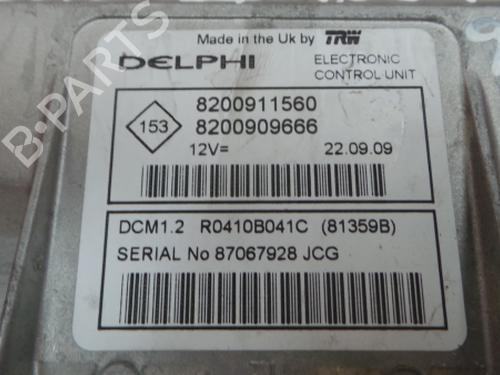 Made in the Uk by TRW
DELPHI
ELECTRONIC
CONTROL UNIT
153
8200911560
8200909666
12V=
22.09.09
DCM1.2 R0410B041C (81359B)
SERIAL No 87067928 JCG
B-PARTS